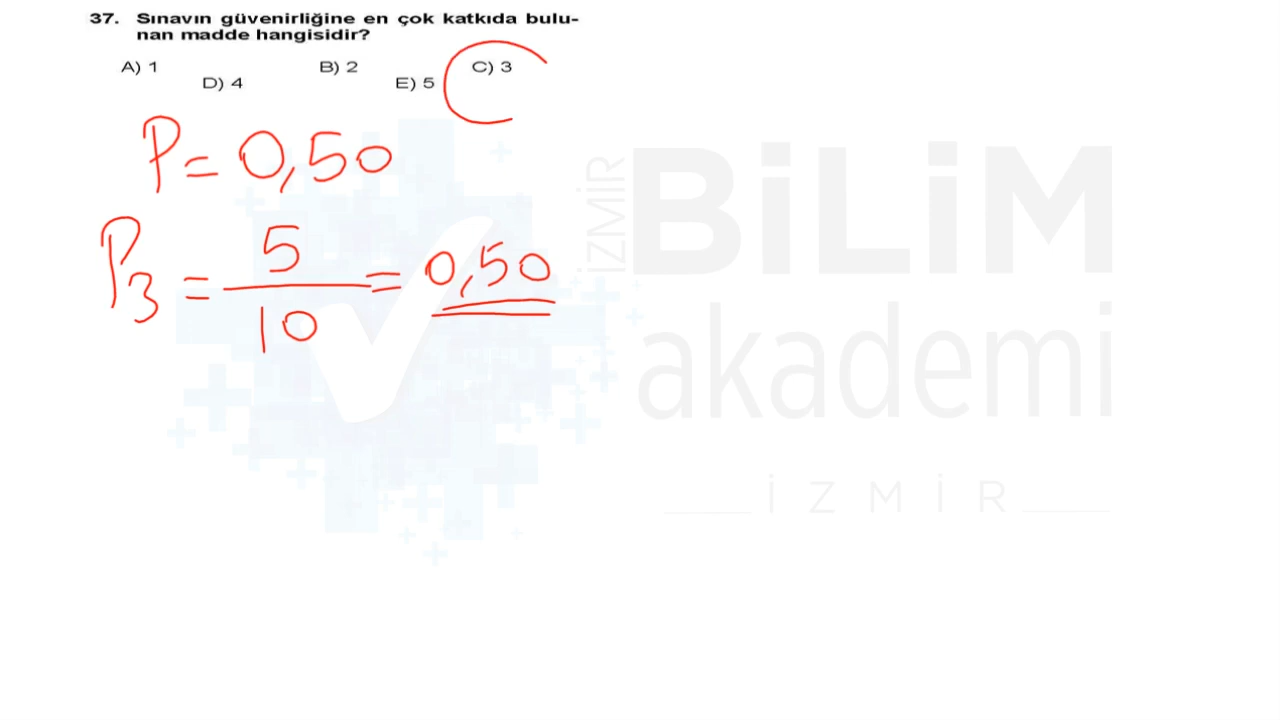 37. Sınavın güvenirliğine en çok katkıda bulu-
nan madde hangisidir?
A) 1 B) 2 C) 3
D) 4 E) 5
P = 0,50
P3 = 5/10 = 0,50
İZMİR
BİLİM
akademi
İZMİR